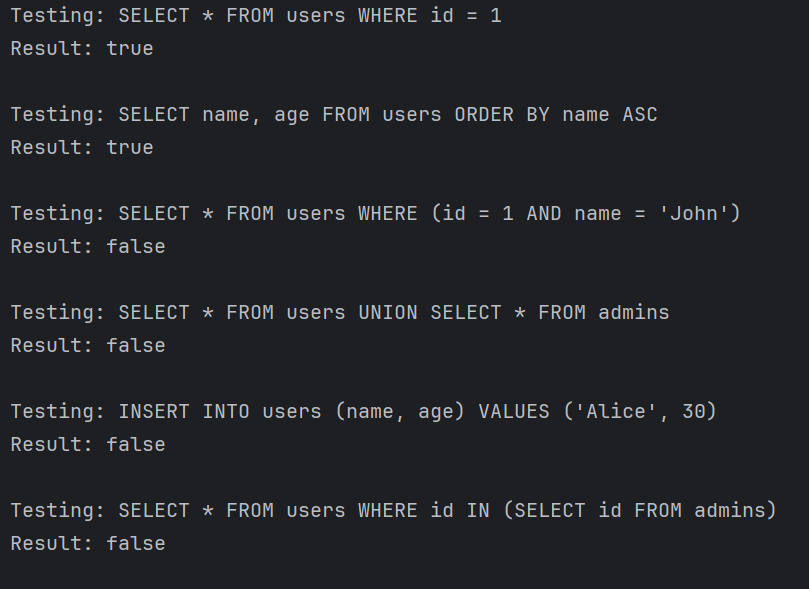 Testing: SELECT * FROM users WHERE id = 1
Result: true
Testing: SELECT name, age FROM users ORDER BY name ASC
Result: true
Testing: SELECT * FROM users WHERE (id = 1 AND name = 'John')
Result: false
Testing: SELECT * FROM users UNION SELECT * FROM admins
Result: false
Testing: INSERT INTO users (name, age) VALUES ('Alice', 30)
Result: false
Testing: SELECT * FROM users WHERE id IN (SELECT id FROM admins)
Result: false